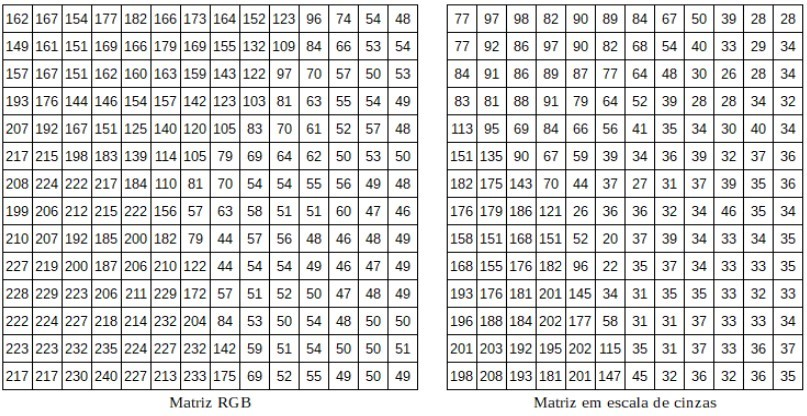 162 167 154 177 182 166 173 164 152 123 96 74 54 48
149 161 151 169 166 179 169 155 132 109 84 66 53 54
157 167 151 162 160 163 159 143 122 97 70 57 50 53
193 176 144 146 154 157 142 123 103 81 63 55 54 49
207 192 167 151 125 140 120 105 83 70 61 52 57 48
217 215 198 183 139 114 105 79 69 64 62 50 53 50
208 224 222 217 184 110 81 70 54 54 55 56 49 48
199 206 212 215 222 156 57 63 58 51 51 60 47 46
210 207 192 185 200 182 79 44 57 56 48 46 48 49
227 219 200 187 206 210 122 44 54 54 49 46 47 49
228 229 223 206 211 229 172 57 51 52 50 47 48 49
222 224 227 218 214 232 204 84 53 50 54 48 50 50
223 223 232 235 224 227 232 142 59 51 54 50 50 51
217 217 230 240 227 213 233 175 69 52 55 49 50 49
Matriz RGB
77 97 98 82 90 89 84 67 50 39 28 28
77 92 86 97 90 82 68 54 40 33 29 34
84 91 86 89 87 77 64 48 30 26 28 34
83 81 88 91 79 64 52 39 28 28 34 32
113 95 69 84 66 56 41 35 34 30 40 34
151 135 90 67 59 39 34 36 39 32 37 36
182 175 143 70 44 37 27 31 37 39 35 36
176 179 186 121 26 36 36 32 34 46 35 34
158 151 168 151 52 20 37 39 34 33 34 35
168 155 176 182 96 22 35 37 34 33 33 35
193 176 181 201 145 34 31 35 35 33 32 33
196 188 184 202 177 58 31 31 37 33 33 34
201 203 192 195 202 115 35 31 37 33 36 37
198 208 193 181 201 147 45 32 36 32 36 35
Matriz em escala de cinzas